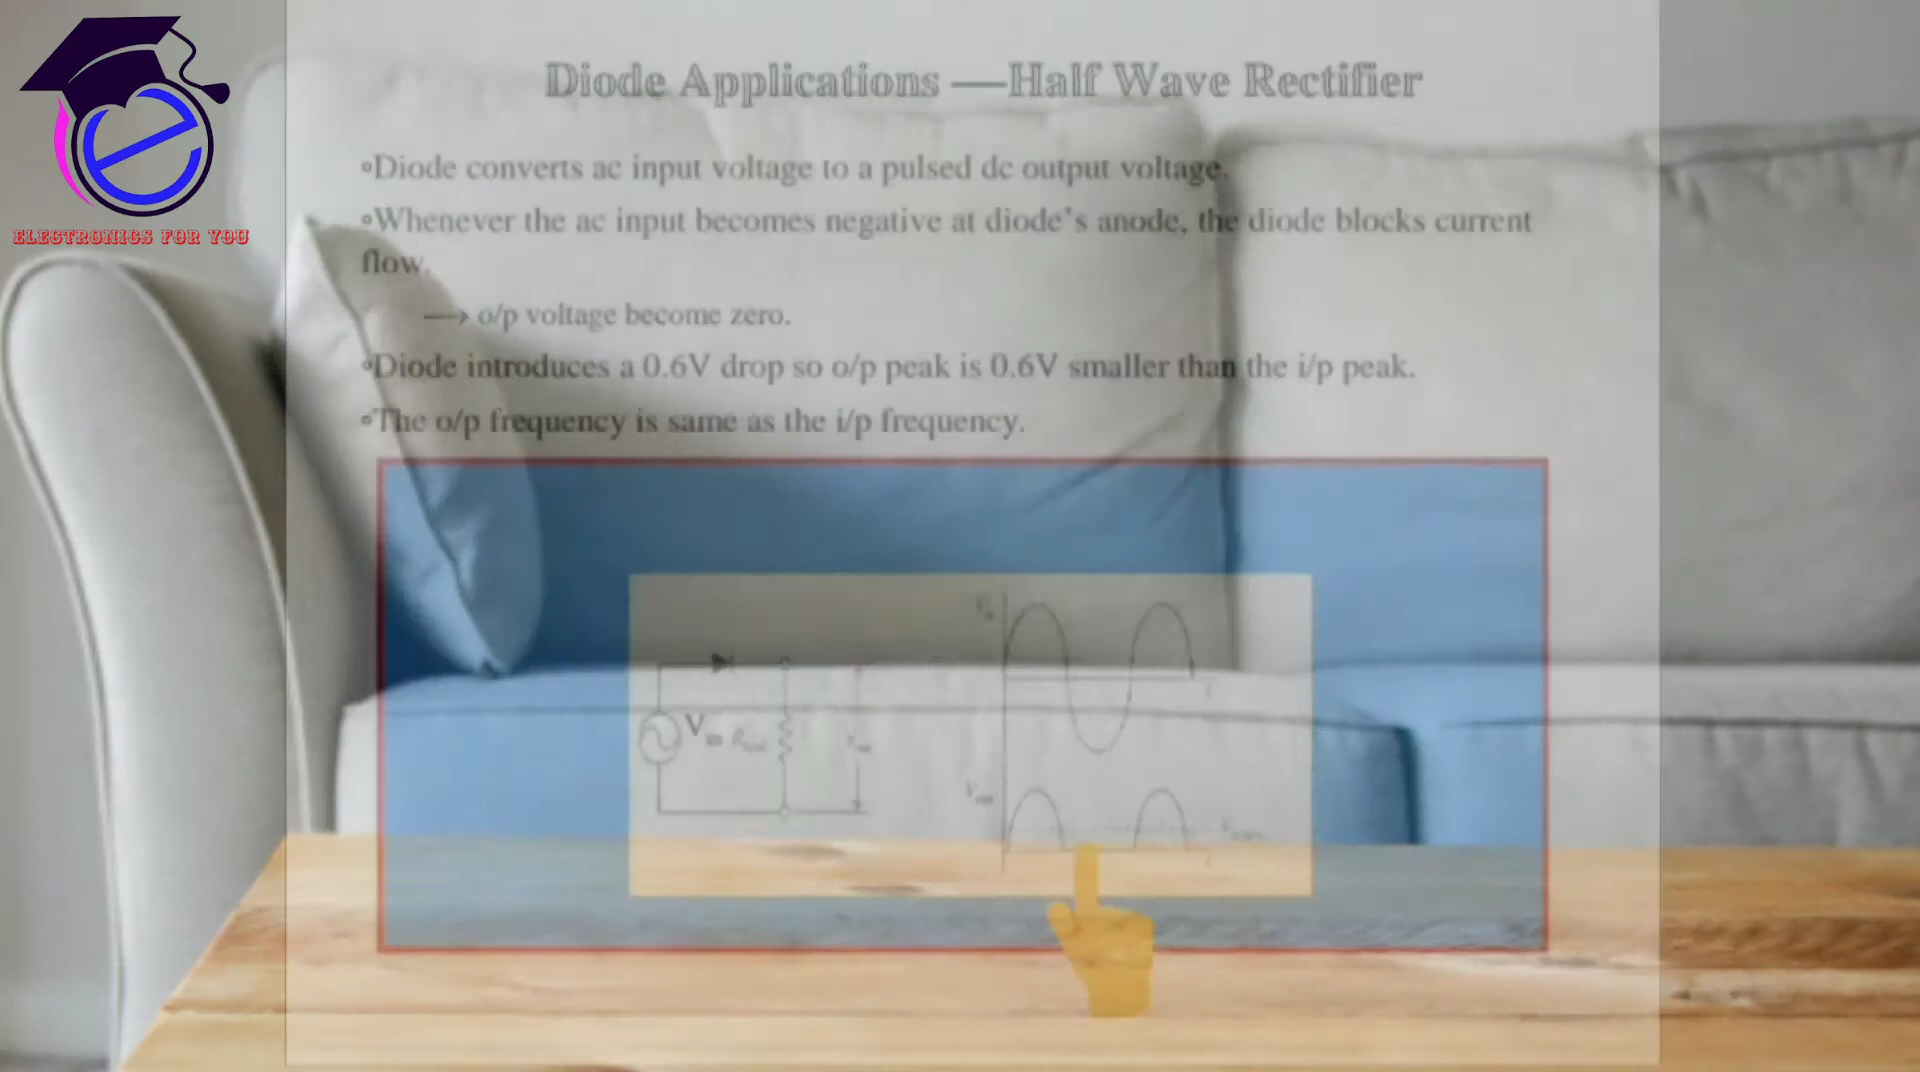 Diode Applications —Half Wave Rectifier
ELECTRONICS FOR YOU
◦Diode converts ac input voltage to a pulsed dc output voltage.
◦Whenever the ac input becomes negative at diode’s anode, the diode blocks current
flow.
⟶ o/p voltage become zero.
◦Diode introduces a 0.6V drop so o/p peak is 0.6V smaller than the i/p peak.
◦The o/p frequency is same as the i/p frequency.
V